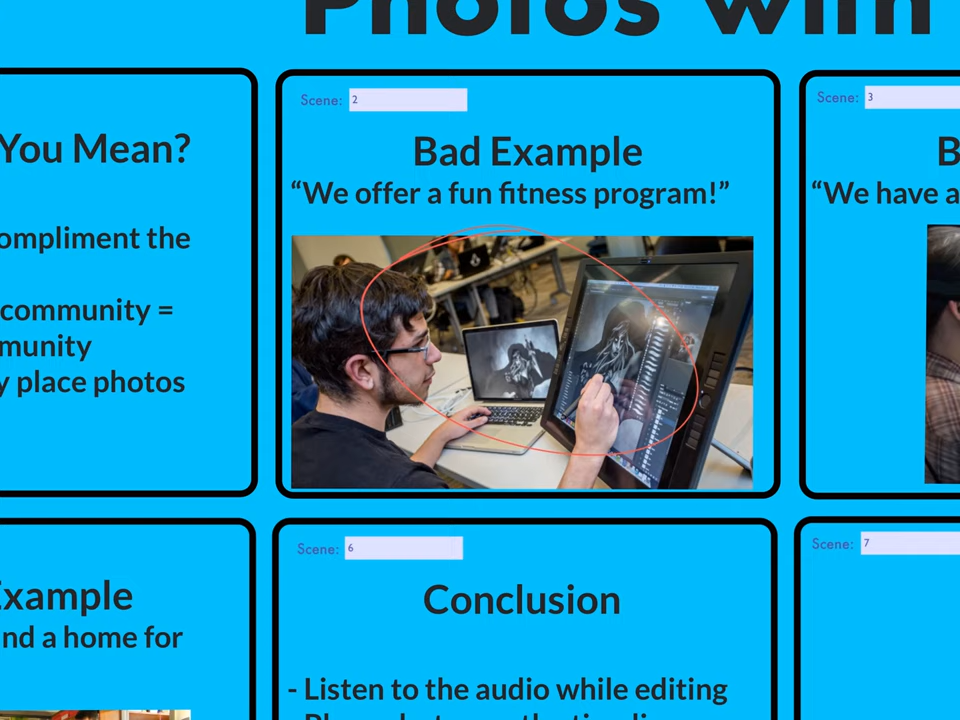 Photos with
You Mean?
ompliment the
community =
munity
y place photos
Scene: 2
Bad Example
“We offer a fun fitness program!”
Scene: 3
B
“We have a
Example
nd a home for
Scene: 6
Conclusion
- Listen to the audio while editing
Scene: 7